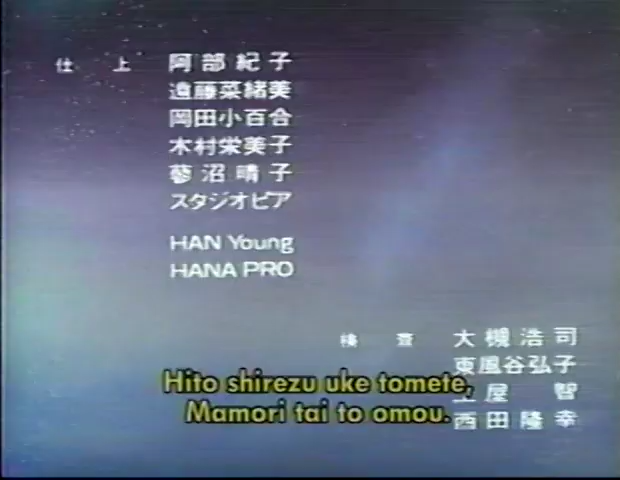 仕上 阿部紀子
遠藤菜緒美
岡田小百合
木村栄美子
蓼沼晴子
スタジオピア
HAN Young
HANA PRO
検査 大槻浩司
東風谷弘子
屋 智
西田隆幸
Hito shirezu uke tomete,
Mamori tai to omou.